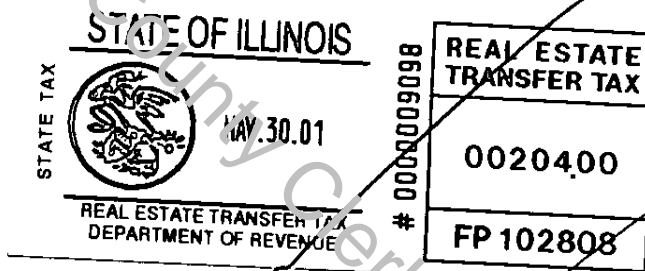 STATE OF ILLINOIS
STATE TAX
MAY.30.01
REAL ESTATE TRANSFER TAX
DEPARTMENT OF REVENUE
# 0000009098
REAL ESTATE
TRANSFER TAX
0020400
FP 102808
County Clerk